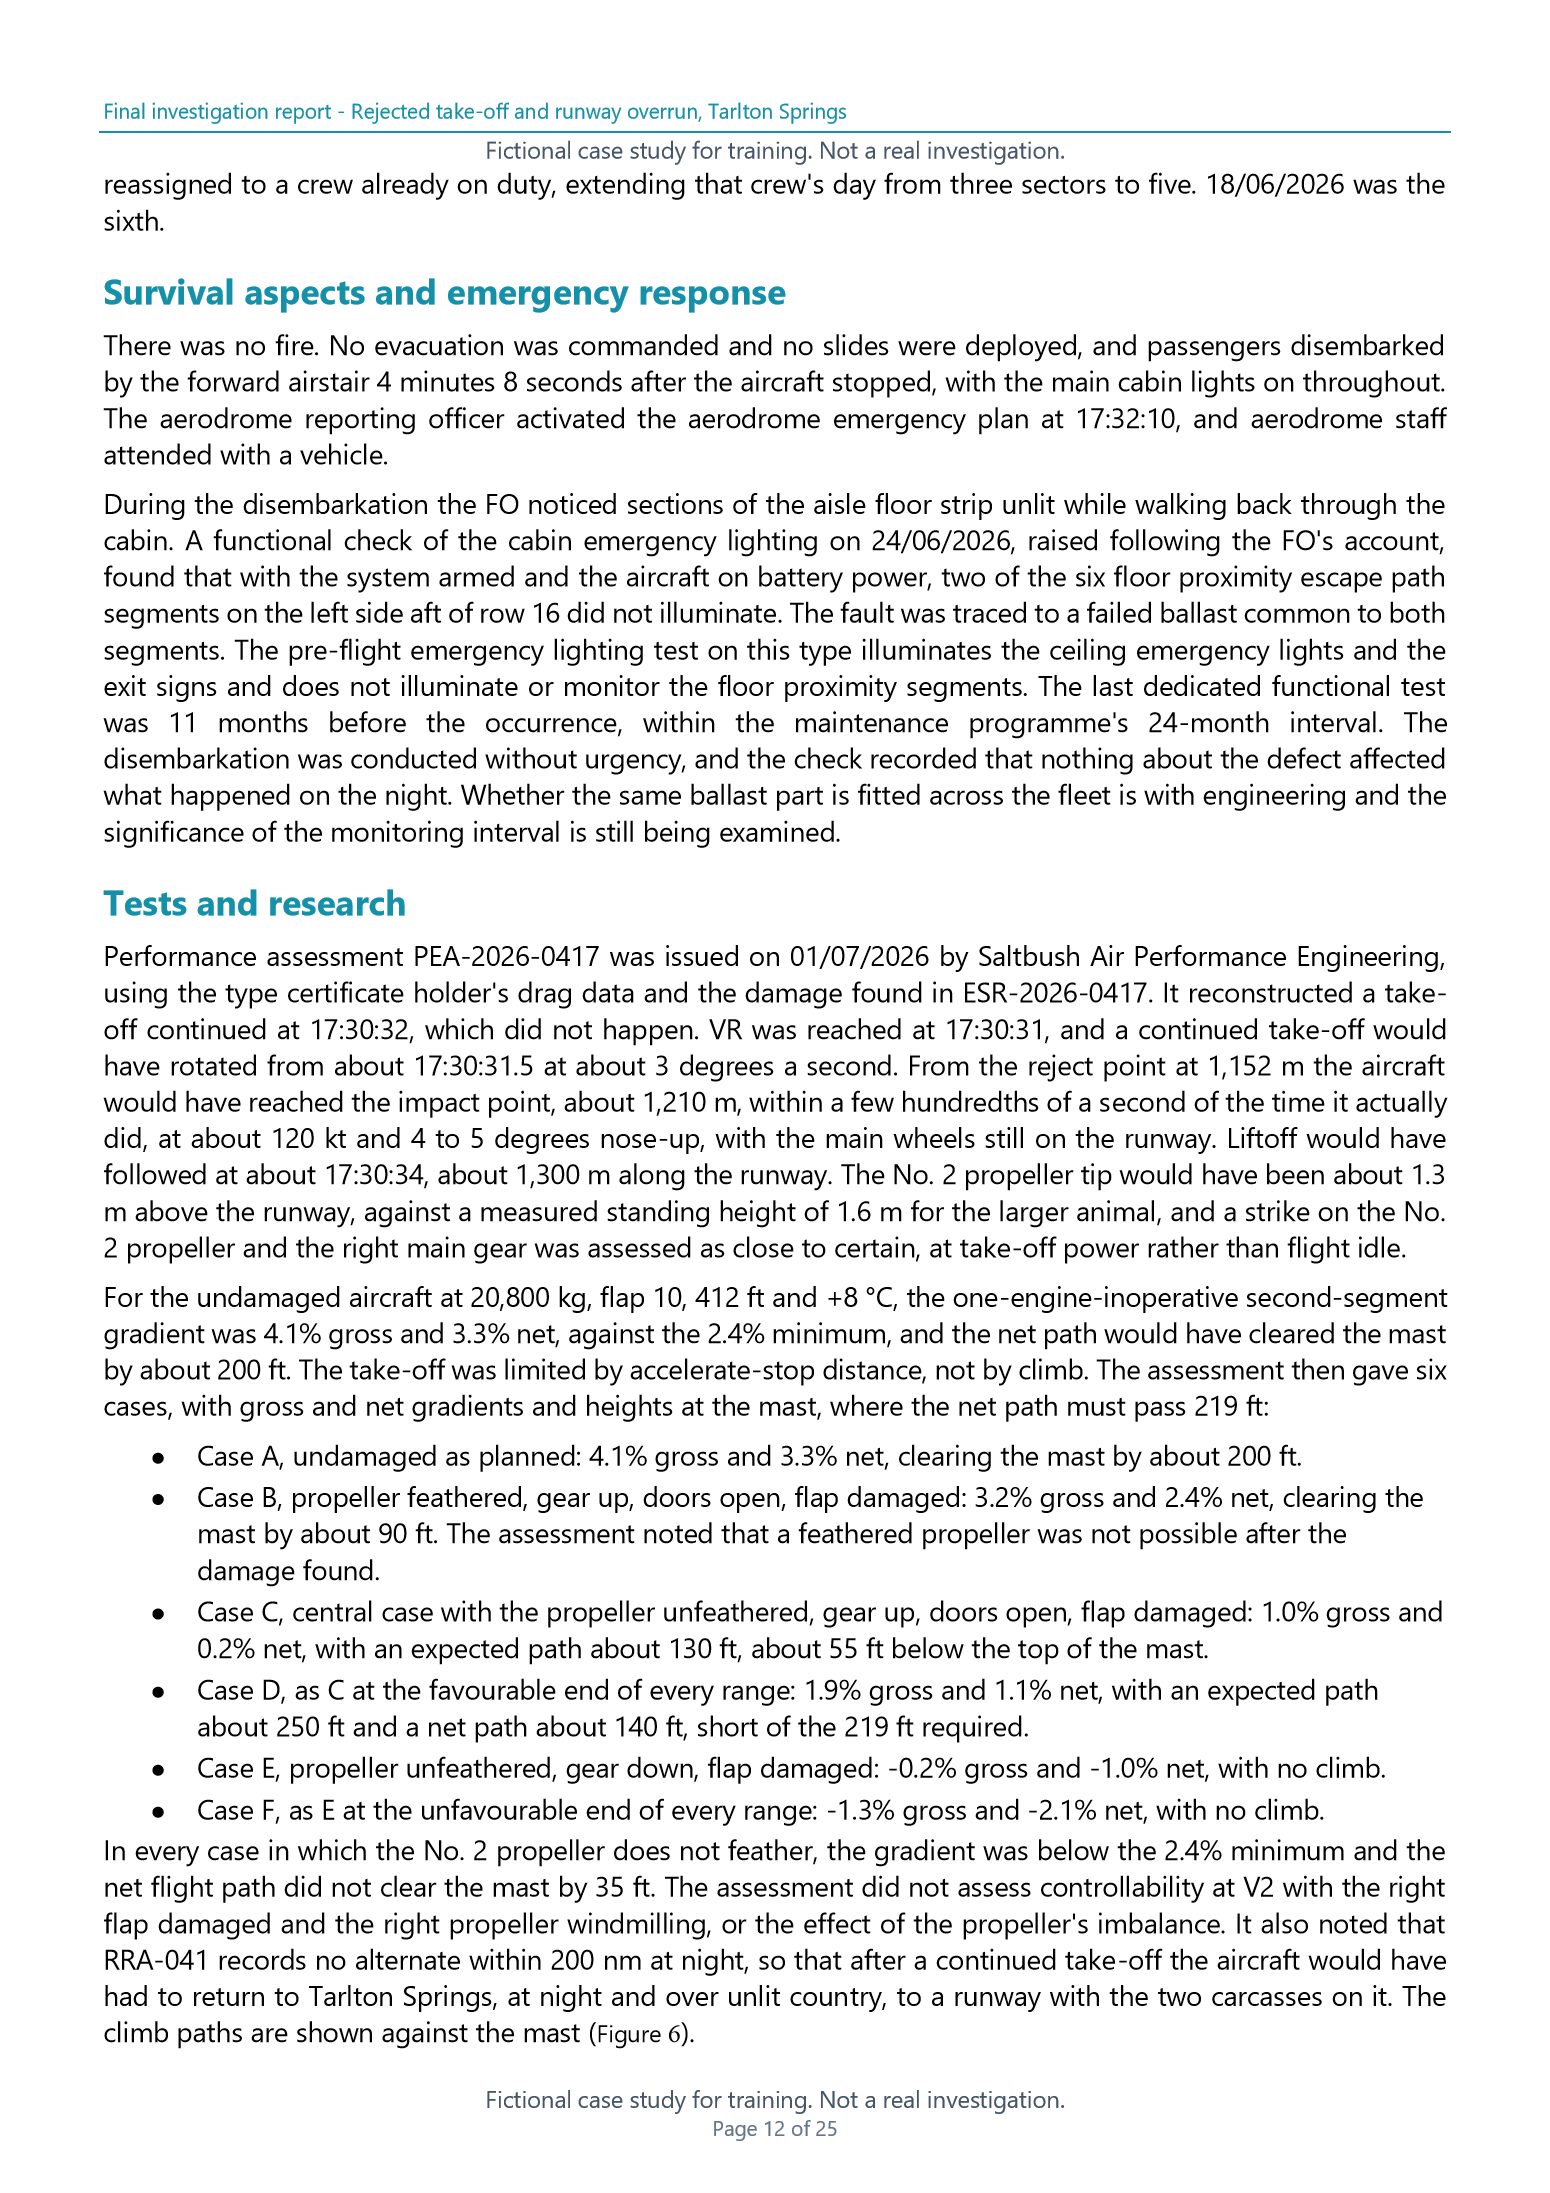 Final investigation report - Rejected take-off and runway overrun, Tarlton Springs
Fictional case study for training. Not a real investigation.
reassigned to a crew already on duty, extending that crew's day from three sectors to five. 18/06/2026 was the
sixth.
Survival aspects and emergency response
There was no fire. No evacuation was commanded and no slides were deployed, and passengers disembarked
by the forward airstair 4 minutes 8 seconds after the aircraft stopped, with the main cabin lights on throughout.
The aerodrome reporting officer activated the aerodrome emergency plan at 17:32:10, and aerodrome staff
attended with a vehicle.
During the disembarkation the FO noticed sections of the aisle floor strip unlit while walking back through the
cabin. A functional check of the cabin emergency lighting on 24/06/2026, raised following the FO's account,
found that with the system armed and the aircraft on battery power, two of the six floor proximity escape path
segments on the left side aft of row 16 did not illuminate. The fault was traced to a failed ballast common to both
segments. The pre-flight emergency lighting test on this type illuminates the ceiling emergency lights and the
exit signs and does not illuminate or monitor the floor proximity segments. The last dedicated functional test
was 11 months before the occurrence, within the maintenance programme's 24-month interval. The
disembarkation was conducted without urgency, and the check recorded that nothing about the defect affected
what happened on the night. Whether the same ballast part is fitted across the fleet is with engineering and the
significance of the monitoring interval is still being examined.
Tests and research
Performance assessment PEA-2026-0417 was issued on 01/07/2026 by Saltbush Air Performance Engineering,
using the type certificate holder's drag data and the damage found in ESR-2026-0417. It reconstructed a take-
off continued at 17:30:32, which did not happen. VR was reached at 17:30:31, and a continued take-off would
have rotated from about 17:30:31.5 at about 3 degrees a second. From the reject point at 1,152 m the aircraft
would have reached the impact point, about 1,210 m, within a few hundredths of a second of the time it actually
did, at about 120 kt and 4 to 5 degrees nose-up, with the main wheels still on the runway. Liftoff would have
followed at about 17:30:34, about 1,300 m along the runway. The No. 2 propeller tip would have been about 1.3
m above the runway, against a measured standing height of 1.6 m for the larger animal, and a strike on the No.
2 propeller and the right main gear was assessed as close to certain, at take-off power rather than flight idle.
For the undamaged aircraft at 20,800 kg, flap 10, 412 ft and +8 °C, the one-engine-inoperative second-segment
gradient was 4.1% gross and 3.3% net, against the 2.4% minimum, and the net path would have cleared the mast
by about 200 ft. The take-off was limited by accelerate-stop distance, not by climb. The assessment then gave six
cases, with gross and net gradients and heights at the mast, where the net path must pass 219 ft:
● Case A, undamaged as planned: 4.1% gross and 3.3% net, clearing the mast by about 200 ft.
● Case B, propeller feathered, gear up, doors open, flap damaged: 3.2% gross and 2.4% net, clearing the
mast by about 90 ft. The assessment noted that a feathered propeller was not possible after the
damage found.
● Case C, central case with the propeller unfeathered, gear up, doors open, flap damaged: 1.0% gross and
0.2% net, with an expected path about 130 ft, about 55 ft below the top of the mast.
● Case D, as C at the favourable end of every range: 1.9% gross and 1.1% net, with an expected path
about 250 ft and a net path about 140 ft, short of the 219 ft required.
● Case E, propeller unfeathered, gear down, flap damaged: -0.2% gross and -1.0% net, with no climb.
● Case F, as E at the unfavourable end of every range: -1.3% gross and -2.1% net, with no climb.
In every case in which the No. 2 propeller does not feather, the gradient was below the 2.4% minimum and the
net flight path did not clear the mast by 35 ft. The assessment did not assess controllability at V2 with the right
flap damaged and the right propeller windmilling, or the effect of the propeller's imbalance. It also noted that
RRA-041 records no alternate within 200 nm at night, so that after a continued take-off the aircraft would have
had to return to Tarlton Springs, at night and over unlit country, to a runway with the two carcasses on it. The
climb paths are shown against the mast (Figure 6).
Fictional case study for training. Not a real investigation.
Page 12 of 25